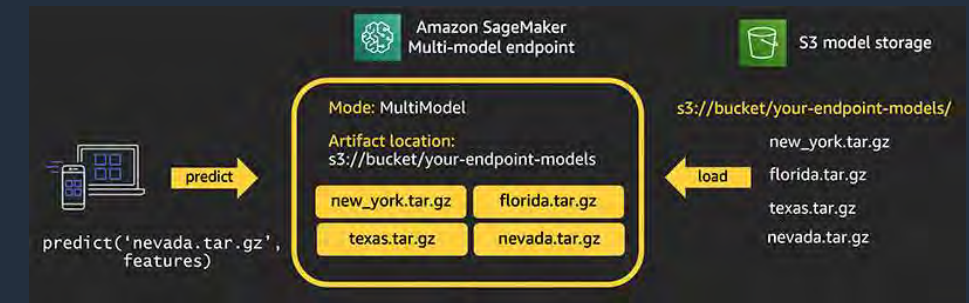 Amazon SageMaker
Multi-model endpoint
S3 model storage
Mode: MultiModel
Artifact location:
s3://bucket/your-endpoint-models
new_york.tar.gz
florida.tar.gz
texas.tar.gz
nevada.tar.gz
predict
predict('nevada.tar.gz',
features)
load
s3://bucket/your-endpoint-models/
new_york.tar.gz
florida.tar.gz
texas.tar.gz
nevada.tar.gz